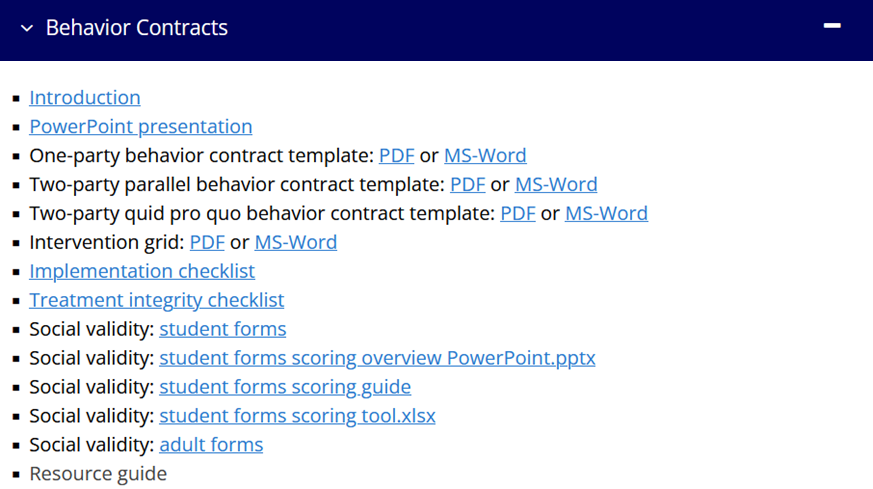 Behavior Contracts
Introduction
PowerPoint presentation
One-party behavior contract template: PDF or MS-Word
Two-party parallel behavior contract template: PDF or MS-Word
Two-party quid pro quo behavior contract template: PDF or MS-Word
Intervention grid: PDF or MS-Word
Implementation checklist
Treatment integrity checklist
Social validity: student forms
Social validity: student forms scoring overview PowerPoint.pptx
Social validity: student forms scoring guide
Social validity: student forms scoring tool.xlsx
Social validity: adult forms
Resource guide